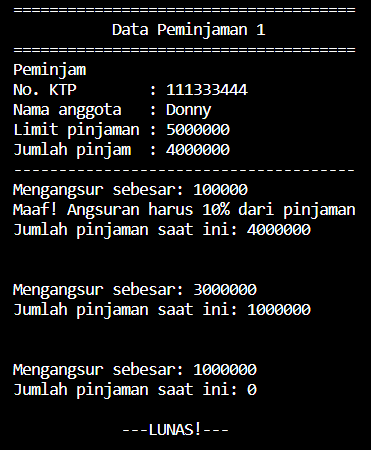 ======================================
Data Peminjaman 1
======================================
Peminjam
No. KTP        : 111333444
Nama anggota   : Donny
Limit pinjaman : 5000000
Jumlah pinjam  : 4000000
--------------------------------------
Mengangsur sebesar: 100000
Maaf! Angsuran harus 10% dari pinjaman
Jumlah pinjaman saat ini: 4000000
Mengangsur sebesar: 3000000
Jumlah pinjaman saat ini: 1000000
Mengangsur sebesar: 1000000
Jumlah pinjaman saat ini: 0
---LUNAS!---